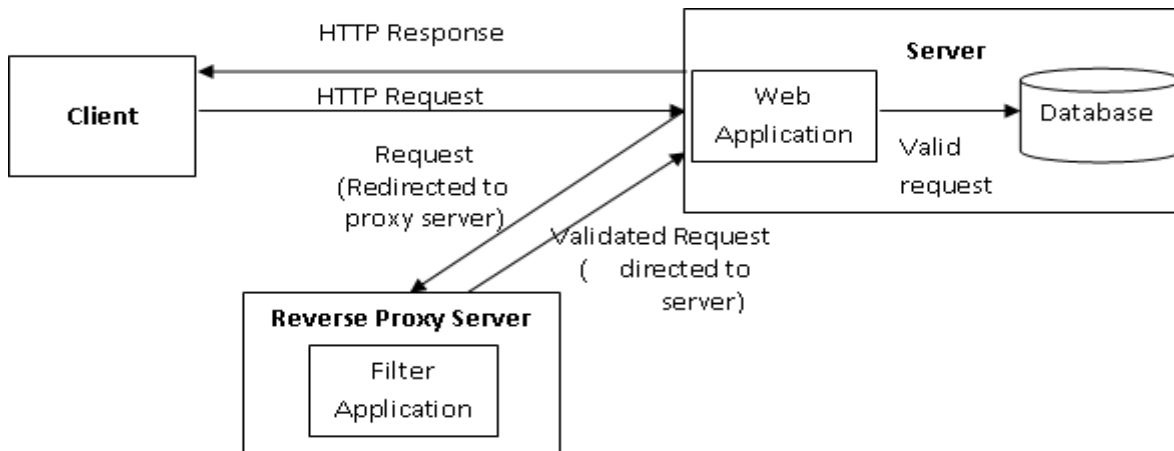 HTTP Response
Server
Client
HTTP Request
Web
Application
Database
Valid
request
Request
(Redirected to
proxy server)
Validated Request
( directed to
server)
Reverse Proxy Server
Filter
Application